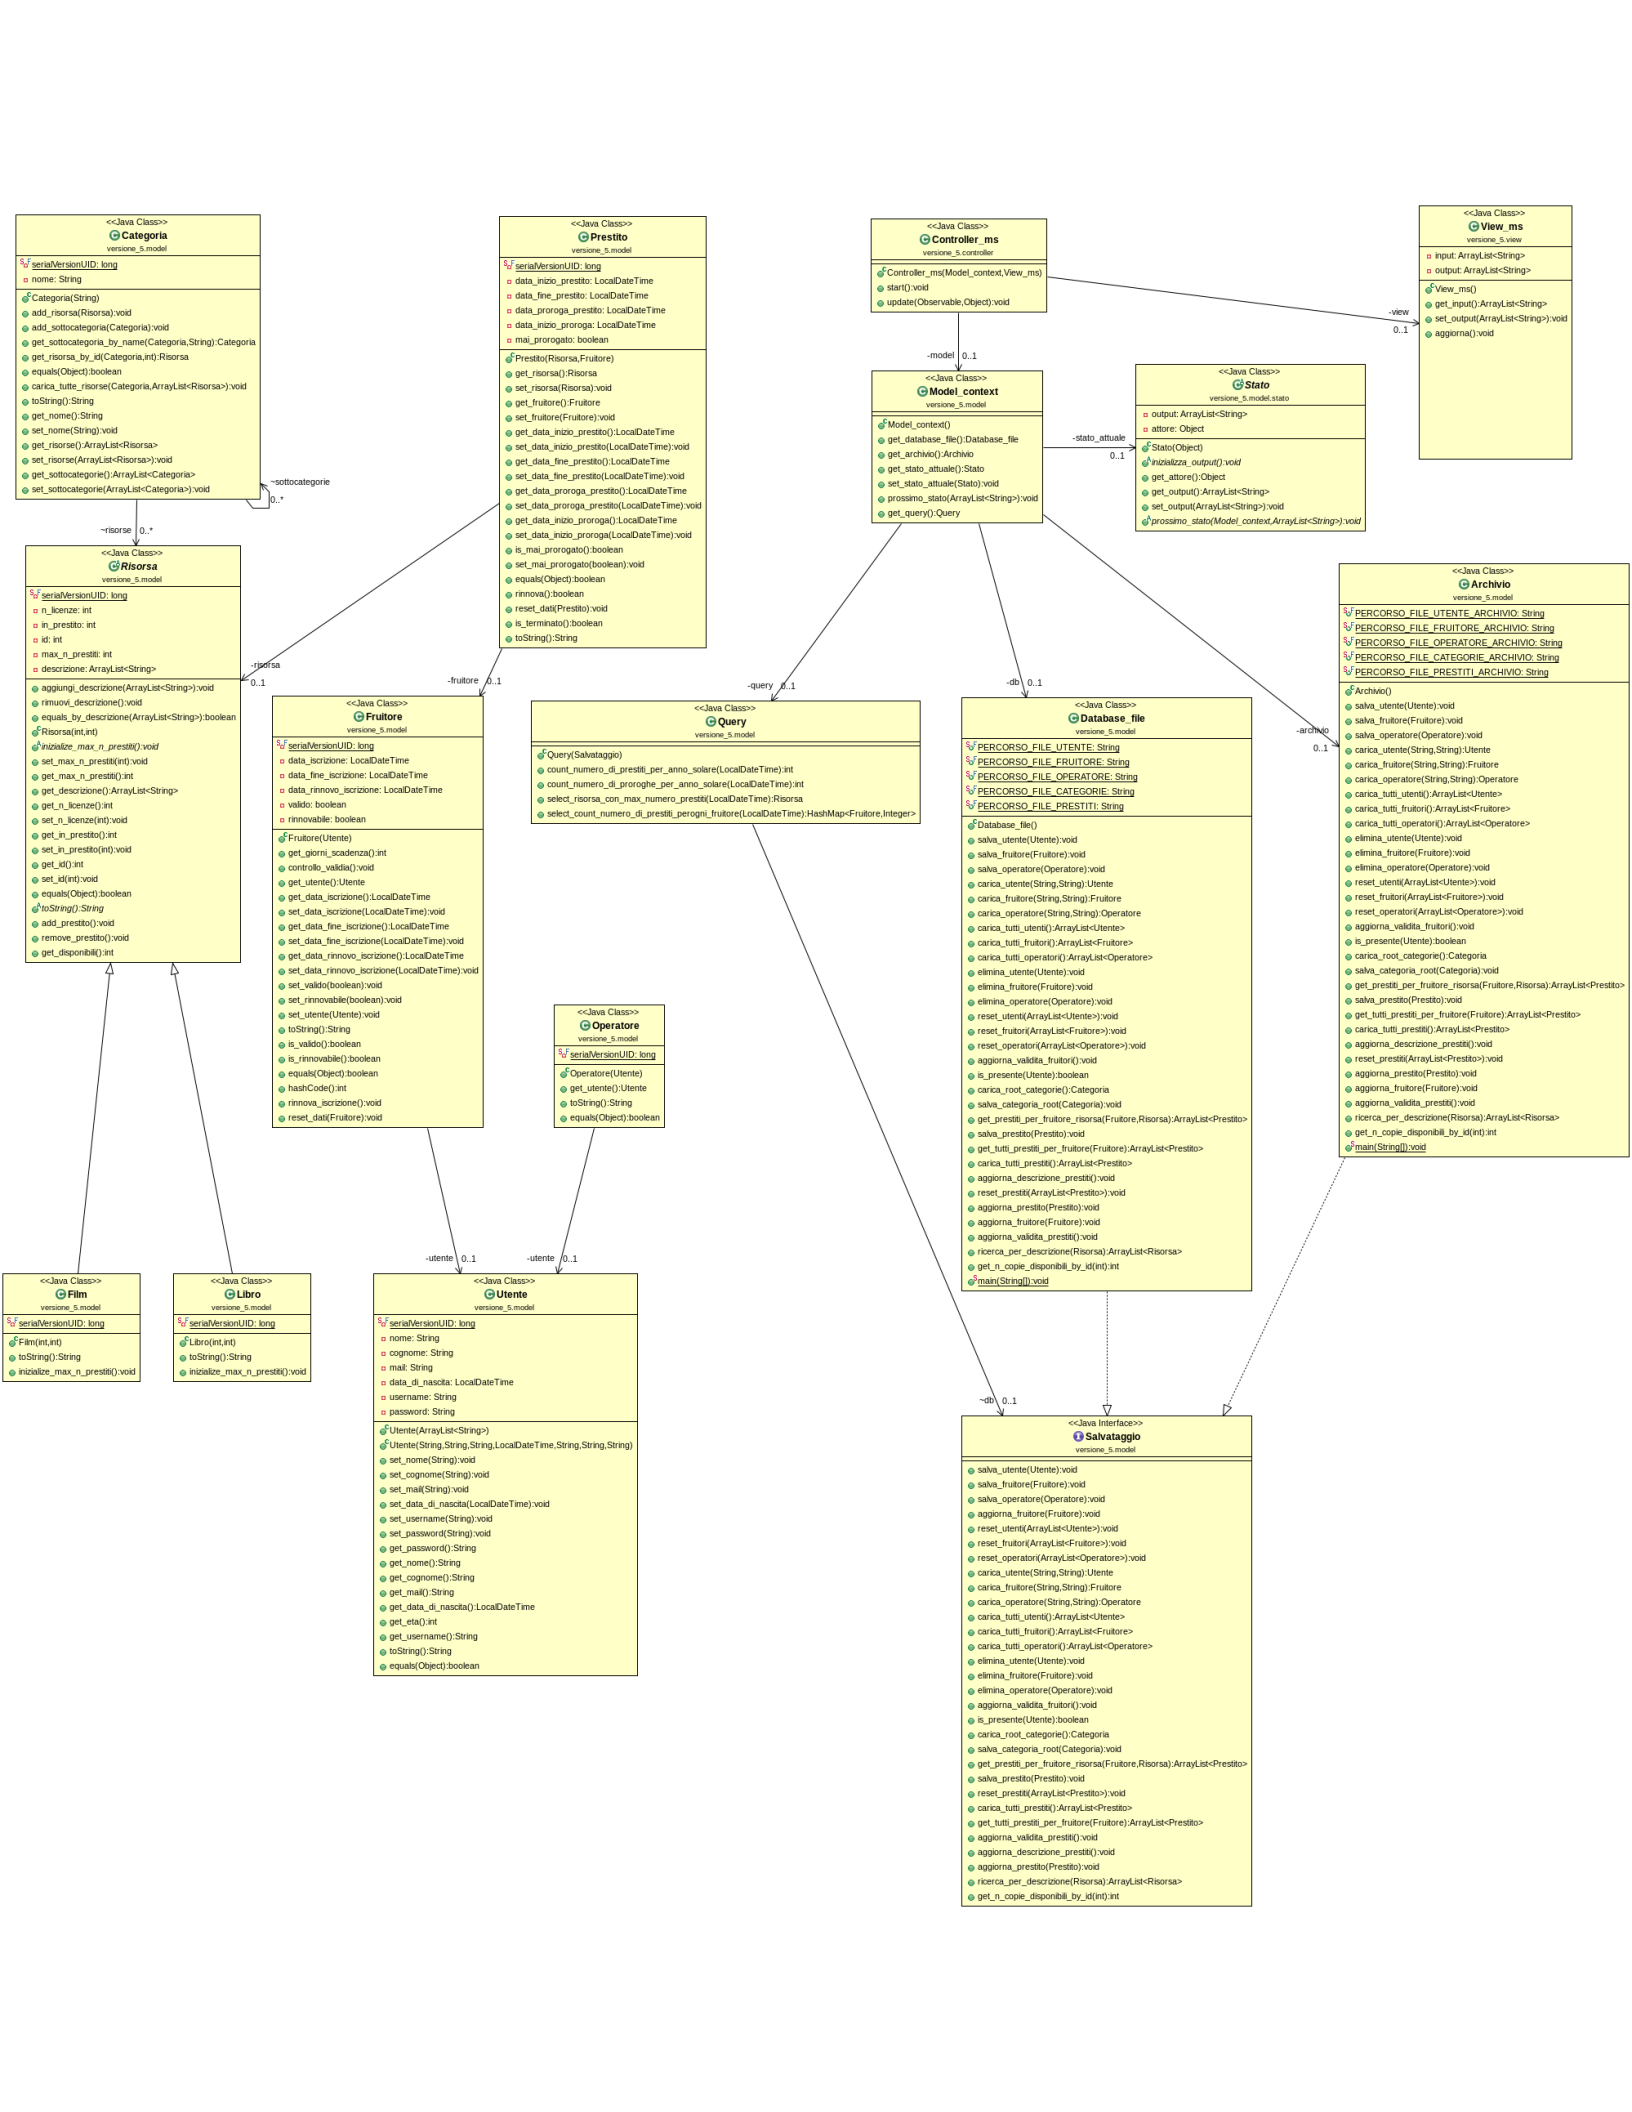 <<Java Class>>
Categoria
versione_5.model
serialVersionUID: long
nome: String
Categoria(String)
add_risorsa(Risorsa):void
add_sottocategoria(Categoria):void
get_sottocategoria_by_name(Categoria,String):Categoria
get_risorsa_by_id(Categoria,int):Risorsa
equals(Object):boolean
carica_tutte_risorse(Categoria,ArrayList<Risorsa>):void
toString():String
get_nome():String
set_nome(String):void
get_risorse():ArrayList<Risorsa>
set_risorse(ArrayList<Risorsa>):void
get_sottocategorie():ArrayList<Categoria>
set_sottocategorie(ArrayList<Categoria>):void
~sottocategorie
0..*
~risorse
0..*
<<Java Class>>
Risorsa
versione_5.model
serialVersionUID: long
n_licenze: int
in_prestito: int
id: int
max_n_prestiti: int
descrizione: ArrayList<String>
aggiungi_descrizione(ArrayList<String>):void
rimuovi_descrizione():void
equals_by_descrizione(ArrayList<String>):boolean
Risorsa(int,int)
inizialize_max_n_prestiti():void
set_max_n_prestiti(int):void
get_max_n_prestiti():int
get_descrizione():ArrayList<String>
get_n_licenze():int
set_n_licenze(int):void
get_in_prestito():int
set_in_prestito(int):void
get_id():int
set_id(int):void
equals(Object):boolean
toString():String
add_prestito():void
remove_prestito():void
get_disponibili():int
<<Java Class>>
Prestito
versione_5.model
serialVersionUID: long
data_inizio_prestito: LocalDateTime
data_fine_prestito: LocalDateTime
data_proroga_prestito: LocalDateTime
data_inizio_proroga: LocalDateTime
mai_prorogato: boolean
Prestito(Risorsa,Fruitore)
get_risorsa():Risorsa
set_risorsa(Risorsa):void
get_fruitore():Fruitore
set_fruitore(Fruitore):void
get_data_inizio_prestito():LocalDateTime
set_data_inizio_prestito(LocalDateTime):void
get_data_fine_prestito():LocalDateTime
set_data_fine_prestito(LocalDateTime):void
get_data_proroga_prestito():LocalDateTime
set_data_proroga_prestito(LocalDateTime):void
get_data_inizio_proroga():LocalDateTime
set_data_inizio_proroga(LocalDateTime):void
is_mai_prorogato():boolean
set_mai_prorogato(boolean):void
equals(Object):boolean
rinnova():boolean
reset_dati(Prestito):void
is_terminato():boolean
toString():String
-risorsa
0..1
-fruitore
0..1
<<Java Class>>
Fruitore
versione_5.model
serialVersionUID: long
data_iscrizione: LocalDateTime
data_fine_iscrizione: LocalDateTime
data_rinnovo_iscrizione: LocalDateTime
valido: boolean
rinnovabile: boolean
Fruitore(Utente)
get_giorni_scadenza():int
controllo_validia():void
get_utente():Utente
get_data_iscrizione():LocalDateTime
set_data_iscrizione(LocalDateTime):void
get_data_fine_iscrizione():LocalDateTime
set_data_fine_iscrizione(LocalDateTime):void
get_data_rinnovo_iscrizione():LocalDateTime
set_data_rinnovo_iscrizione(LocalDateTime):void
set_valido(boolean):void
set_rinnovabile(boolean):void
set_utente(Utente):void
toString():String
is_valido():boolean
is_rinnovabile():boolean
equals(Object):boolean
hashCode():int
rinnova_iscrizione():void
reset_dati(Fruitore):void
<<Java Class>>
Operatore
versione_5.model
serialVersionUID: long
Operatore(Utente)
get_utente():Utente
toString():String
equals(Object):boolean
-utente
0..1
-utente
0..1
<<Java Class>>
Film
versione_5.model
serialVersionUID: long
Film(int,int)
toString():String
inizialize_max_n_prestiti():void
<<Java Class>>
Libro
versione_5.model
serialVersionUID: long
Libro(int,int)
toString():String
inizialize_max_n_prestiti():void
<<Java Class>>
Utente
versione_5.model
serialVersionUID: long
nome: String
cognome: String
mail: String
data_di_nascita: LocalDateTime
username: String
password: String
Utente(ArrayList<String>)
Utente(String,String,String,LocalDateTime,String,String,String)
set_nome(String):void
set_cognome(String):void
set_mail(String):void
set_data_di_nascita(LocalDateTime):void
set_username(String):void
set_password(String):void
get_password():String
get_nome():String
get_cognome():String
get_mail():String
get_data_di_nascita():LocalDateTime
get_eta():int
get_username():String
toString():String
equals(Object):boolean
<<Java Class>>
Controller_ms
versione_5.controller
Controller_ms(Model_context,View_ms)
start():void
update(Observable,Object):void
-view
0..1
-model
0..1
<<Java Class>>
View_ms
versione_5.view
input: ArrayList<String>
output: ArrayList<String>
View_ms()
get_input():ArrayList<String>
set_output(ArrayList<String>):void
aggiorna():void
<<Java Class>>
Model_context
versione_5.model
Model_context()
get_database_file():Database_file
get_archivio():Archivio
get_stato_attuale():Stato
set_stato_attuale(Stato):void
prossimo_stato(ArrayList<String>):void
get_query():Query
-stato_attuale
0..1
<<Java Class>>
Stato
versione_5.model.stato
output: ArrayList<String>
attore: Object
Stato(Object)
inizializza_output():void
get_attore():Object
get_output():ArrayList<String>
set_output(ArrayList<String>):void
prossimo_stato(Model_context,ArrayList<String>):void
-query
0..1
-db
0..1
-archivio
0..1
<<Java Class>>
Query
versione_5.model
Query(Salvataggio)
count_numero_di_prestiti_per_anno_solare(LocalDateTime):int
count_numero_di_proroghe_per_anno_solare(LocalDateTime):int
select_risorsa_con_max_numero_prestiti(LocalDateTime):Risorsa
select_count_numero_di_prestiti_perogni_fruitore(LocalDateTime):HashMap<Fruitore,Integer>
<<Java Class>>
Database_file
versione_5.model
PERCORSO_FILE_UTENTE: String
PERCORSO_FILE_FRUITORE: String
PERCORSO_FILE_OPERATORE: String
PERCORSO_FILE_CATEGORIE: String
PERCORSO_FILE_PRESTITI: String
Database_file()
salva_utente(Utente):void
salva_fruitore(Fruitore):void
salva_operatore(Operatore):void
carica_utente(String,String):Utente
carica_fruitore(String,String):Fruitore
carica_operatore(String,String):Operatore
carica_tutti_utenti():ArrayList<Utente>
carica_tutti_fruitori():ArrayList<Fruitore>
carica_tutti_operatori():ArrayList<Operatore>
elimina_utente(Utente):void
elimina_fruitore(Fruitore):void
elimina_operatore(Operatore):void
reset_utenti(ArrayList<Utente>):void
reset_fruitori(ArrayList<Fruitore>):void
reset_operatori(ArrayList<Operatore>):void
aggiorna_validita_fruitori():void
is_presente(Utente):boolean
carica_root_categorie():Categoria
salva_categoria_root(Categoria):void
get_prestiti_per_fruitore_risorsa(Fruitore,Risorsa):ArrayList<Prestito>
salva_prestito(Prestito):void
get_tutti_prestiti_per_fruitore(Fruitore):ArrayList<Prestito>
carica_tutti_prestiti():ArrayList<Prestito>
aggiorna_descrizione_prestiti():void
reset_prestiti(ArrayList<Prestito>):void
aggiorna_prestito(Prestito):void
aggiorna_fruitore(Fruitore):void
aggiorna_validita_prestiti():void
ricerca_per_descrizione(Risorsa):ArrayList<Risorsa>
get_n_copie_disponibili_by_id(int):int
main(String[]):void
<<Java Class>>
Archivio
versione_5.model
PERCORSO_FILE_UTENTE_ARCHIVIO: String
PERCORSO_FILE_FRUITORE_ARCHIVIO: String
PERCORSO_FILE_OPERATORE_ARCHIVIO: String
PERCORSO_FILE_CATEGORIE_ARCHIVIO: String
PERCORSO_FILE_PRESTITI_ARCHIVIO: String
Archivio()
salva_utente(Utente):void
salva_fruitore(Fruitore):void
salva_operatore(Operatore):void
carica_utente(String,String):Utente
carica_fruitore(String,String):Fruitore
carica_operatore(String,String):Operatore
carica_tutti_utenti():ArrayList<Utente>
carica_tutti_fruitori():ArrayList<Fruitore>
carica_tutti_operatori():ArrayList<Operatore>
elimina_utente(Utente):void
elimina_fruitore(Fruitore):void
elimina_operatore(Operatore):void
reset_utenti(ArrayList<Utente>):void
reset_fruitori(ArrayList<Fruitore>):void
reset_operatori(ArrayList<Operatore>):void
aggiorna_validita_fruitori():void
is_presente(Utente):boolean
carica_root_categorie():Categoria
salva_categoria_root(Categoria):void
get_prestiti_per_fruitore_risorsa(Fruitore,Risorsa):ArrayList<Prestito>
salva_prestito(Prestito):void
get_tutti_prestiti_per_fruitore(Fruitore):ArrayList<Prestito>
carica_tutti_prestiti():ArrayList<Prestito>
aggiorna_descrizione_prestiti():void
reset_prestiti(ArrayList<Prestito>):void
aggiorna_prestito(Prestito):void
aggiorna_fruitore(Fruitore):void
aggiorna_validita_prestiti():void
ricerca_per_descrizione(Risorsa):ArrayList<Risorsa>
get_n_copie_disponibili_by_id(int):int
main(String[]):void
~db
0..1
<<Java Interface>>
Salvataggio
versione_5.model
salva_utente(Utente):void
salva_fruitore(Fruitore):void
salva_operatore(Operatore):void
aggiorna_fruitore(Fruitore):void
reset_utenti(ArrayList<Utente>):void
reset_fruitori(ArrayList<Fruitore>):void
reset_operatori(ArrayList<Operatore>):void
carica_utente(String,String):Utente
carica_fruitore(String,String):Fruitore
carica_operatore(String,String):Operatore
carica_tutti_utenti():ArrayList<Utente>
carica_tutti_fruitori():ArrayList<Fruitore>
carica_tutti_operatori():ArrayList<Operatore>
elimina_utente(Utente):void
elimina_fruitore(Fruitore):void
elimina_operatore(Operatore):void
aggiorna_validita_fruitori():void
is_presente(Utente):boolean
carica_root_categorie():Categoria
salva_categoria_root(Categoria):void
get_prestiti_per_fruitore_risorsa(Fruitore,Risorsa):ArrayList<Prestito>
salva_prestito(Prestito):void
reset_prestiti(ArrayList<Prestito>):void
carica_tutti_prestiti():ArrayList<Prestito>
get_tutti_prestiti_per_fruitore(Fruitore):ArrayList<Prestito>
aggiorna_validita_prestiti():void
aggiorna_descrizione_prestiti():void
aggiorna_prestito(Prestito):void
ricerca_per_descrizione(Risorsa):ArrayList<Risorsa>
get_n_copie_disponibili_by_id(int):int